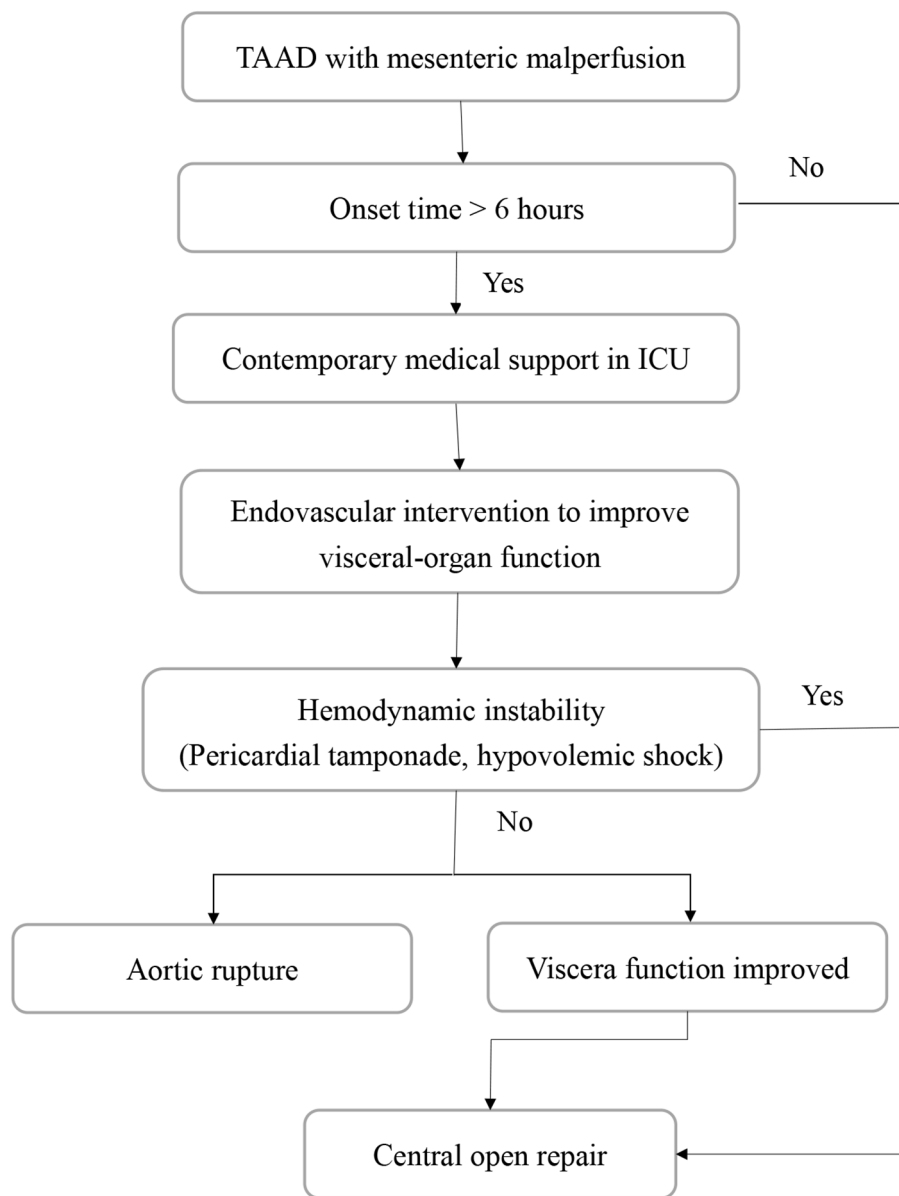 TAAD with mesenteric malperfusion
No
Onset time > 6 hours
Yes
Contemporary medical support in ICU
Endovascular intervention to improve
visceral-organ function
Hemodynamic instability
(Pericardial tamponade, hypovolemic shock)
Yes
No
Aortic rupture
Viscera function improved
Central open repair